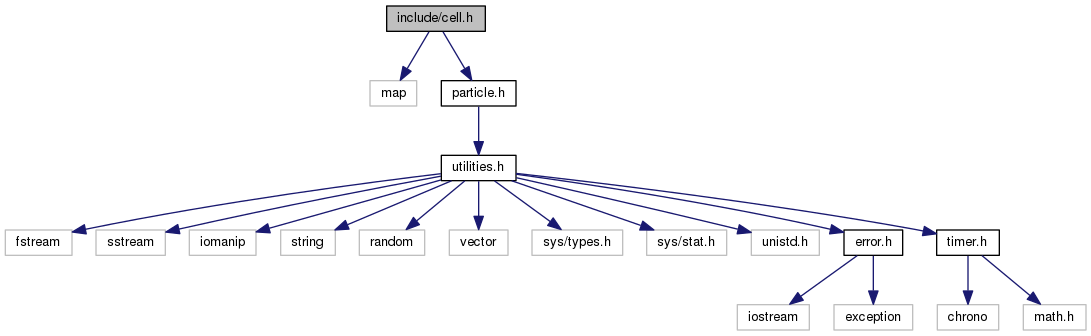 include/cell.h
map
particle.h
utilities.h
fstream
sstream
iomanip
string
random
vector
sys/types.h
sys/stat.h
unistd.h
error.h
timer.h
iostream
exception
chrono
math.h